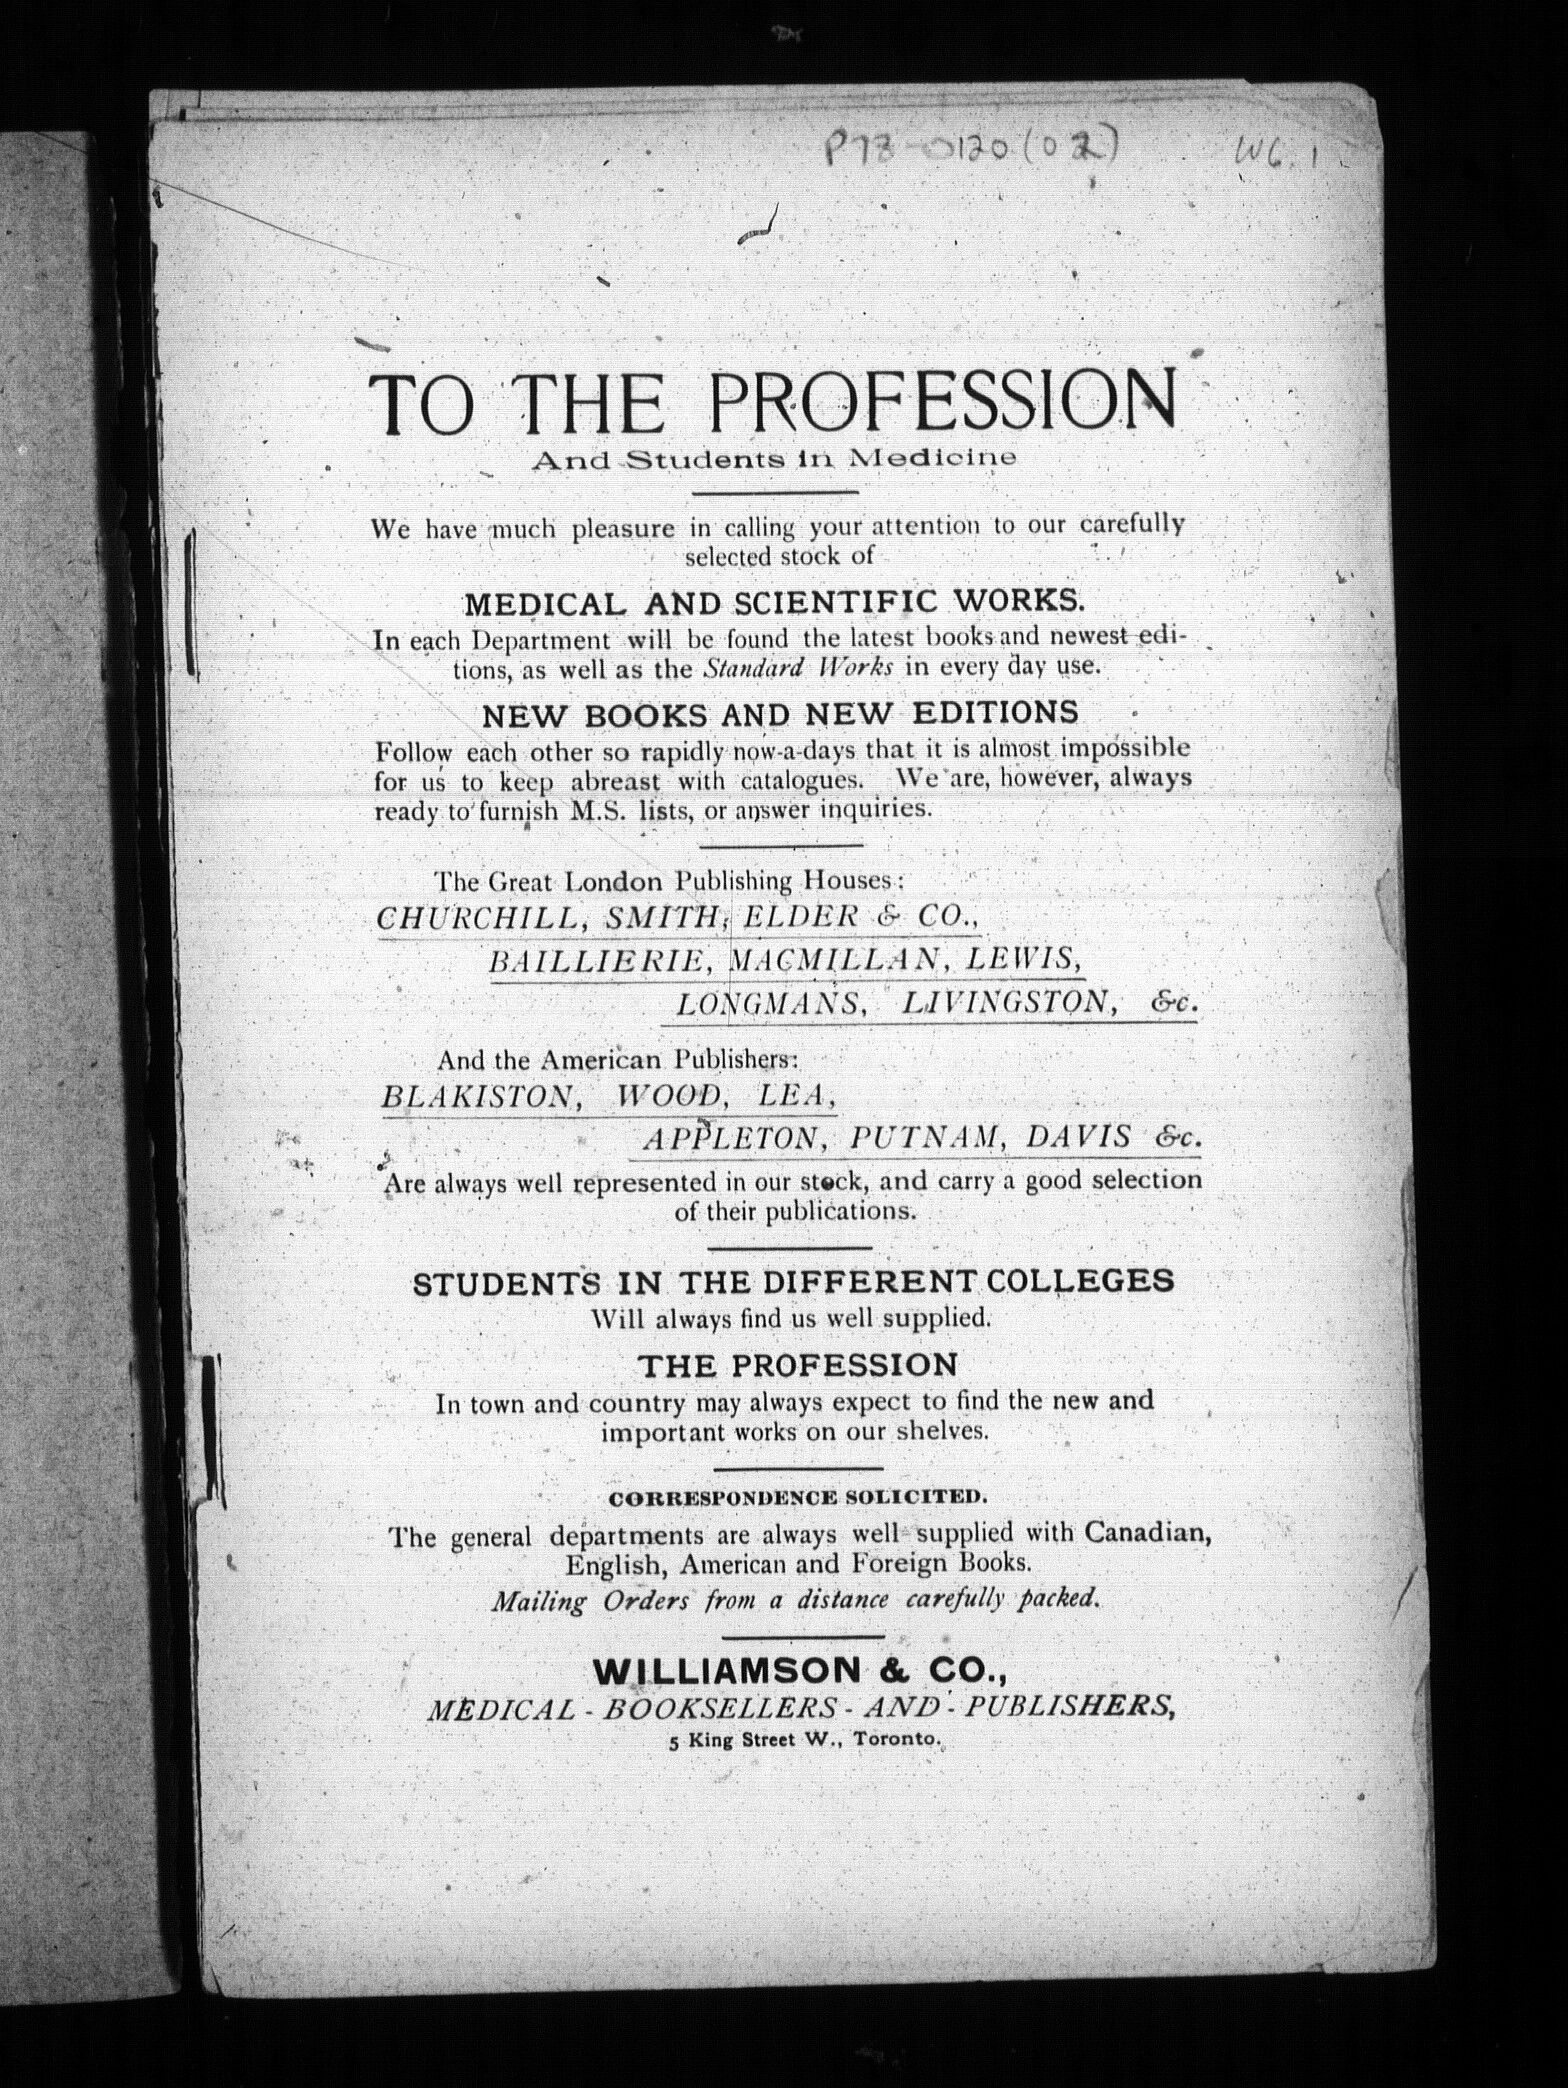 P78-0120(02) W6.1
TO THE PROFESSION
And Students in Medicine
We have much pleasure in calling your attention to our carefully
selected stock of
MEDICAL AND SCIENTIFIC WORKS.
In each Department will be found the latest books and newest edi-
tions, as well as the Standard Works in every day use.
NEW BOOKS AND NEW EDITIONS
Follow each other so rapidly now-a-days that it is almost impossible
for us to keep abreast with catalogues. We are, however, always
ready to furnish M.S. lists, or answer inquiries.
The Great London Publishing Houses:
CHURCHILL, SMITH, ELDER & CO.,
BAILLIERIE, MACMILLAN, LEWIS,
LONGMANS, LIVINGSTON, &c.
And the American Publishers:
BLAKISTON, WOOD, LEA,
APPLETON, PUTNAM, DAVIS &c.
Are always well represented in our stock, and carry a good selection
of their publications.
STUDENTS IN THE DIFFERENT COLLEGES
Will always find us well supplied.
THE PROFESSION
In town and country may always expect to find the new and
important works on our shelves.
CORRESPONDENCE SOLICITED.
The general departments are always well supplied with Canadian,
English, American and Foreign Books.
Mailing Orders from a distance carefully packed.
WILLIAMSON & CO.,
MEDICAL - BOOKSELLERS - AND - PUBLISHERS,
5 King Street W., Toronto.